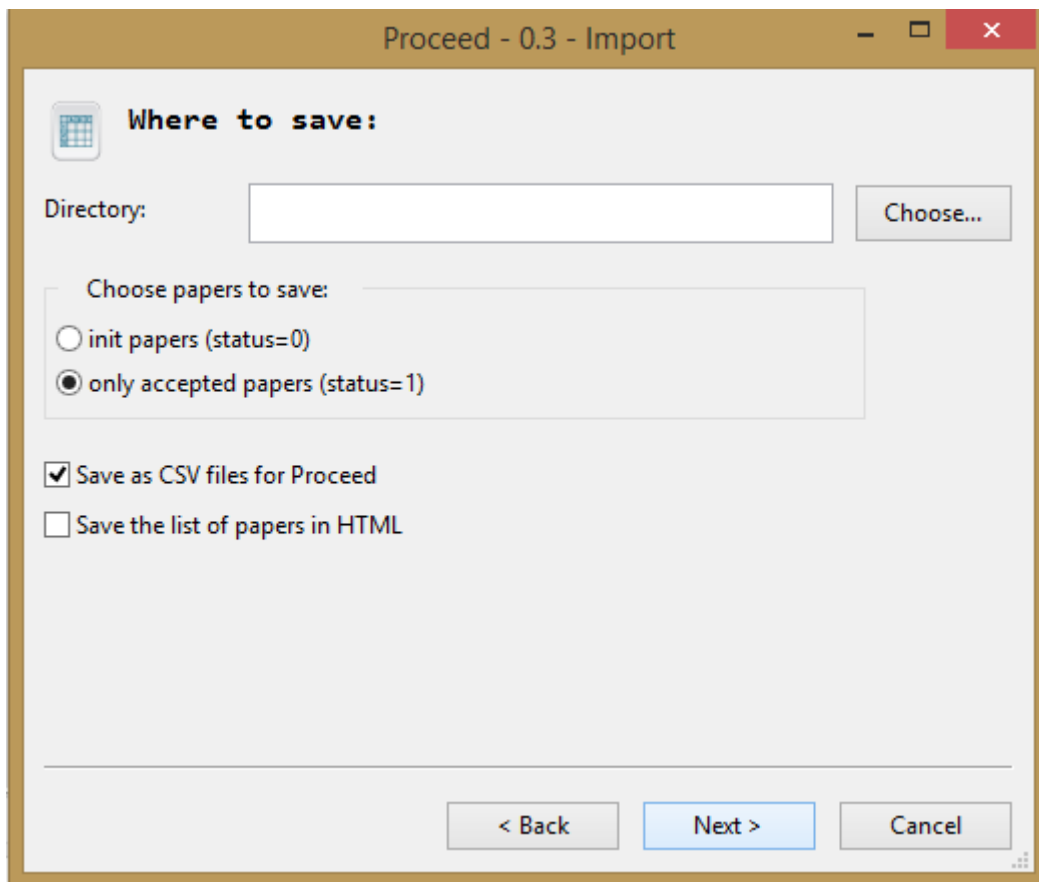 Proceed - 0.3 - Import
Where to save:
Directory:
Choose...
Choose papers to save:
init papers (status=0)
only accepted papers (status=1)
Save as CSV files for Proceed
Save the list of papers in HTML
< Back
Next >
Cancel